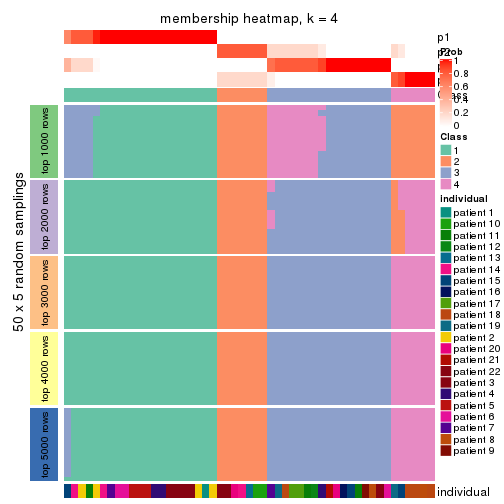 membership heatmap, k = 4
p1
p2
Prob
1
0.8
0.6
0.4
0.2
0
Class
1
2
3
4
individual
patient 1
patient 10
patient 11
patient 12
patient 13
patient 14
patient 15
patient 16
patient 17
patient 18
patient 19
patient 2
patient 20
patient 21
patient 22
patient 3
patient 4
patient 5
patient 6
patient 7
patient 8
patient 9
50 x 5 random samplings
top 1000 rows
top 2000 rows
top 3000 rows
top 4000 rows
top 5000 rows
individual